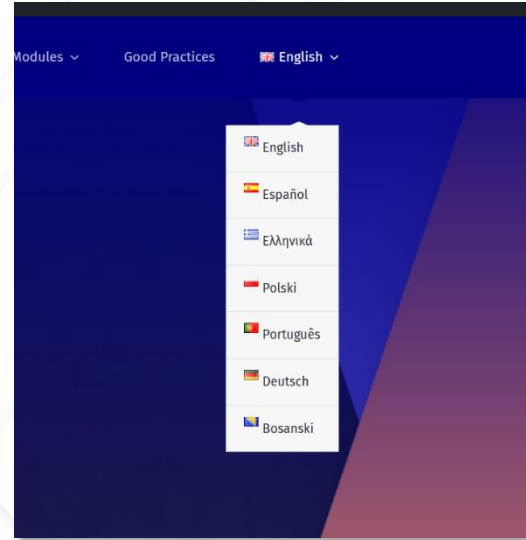 Modules
Good Practices
English
English
Español
Ελληνικά
Polski
Português
Deutsch
Bosanski